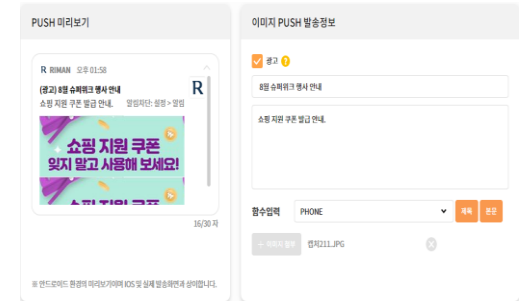 PUSH 미리보기
R RIMAN 오후 01:58
(광고) 8월 슈퍼위크 행사 안내
쇼핑 지원 쿠폰 발급 안내. 알림차단: 설정 > 알림
R
쇼핑 지원 쿠폰
잊지 말고 사용해 보세요!
쇼핑 지원 쿠폰
16/30 자
※ 안드로이드 환경의 미리보기이며 IOS 및 실제 발송화면과 상이합니다.
이미지 PUSH 발송정보
광고 ?
8월 슈퍼위크 행사 안내
쇼핑 지원 쿠폰 발급 안내.
함수입력 PHONE 제목 본문
+ 이미지 첨부 캡처211.JPG X